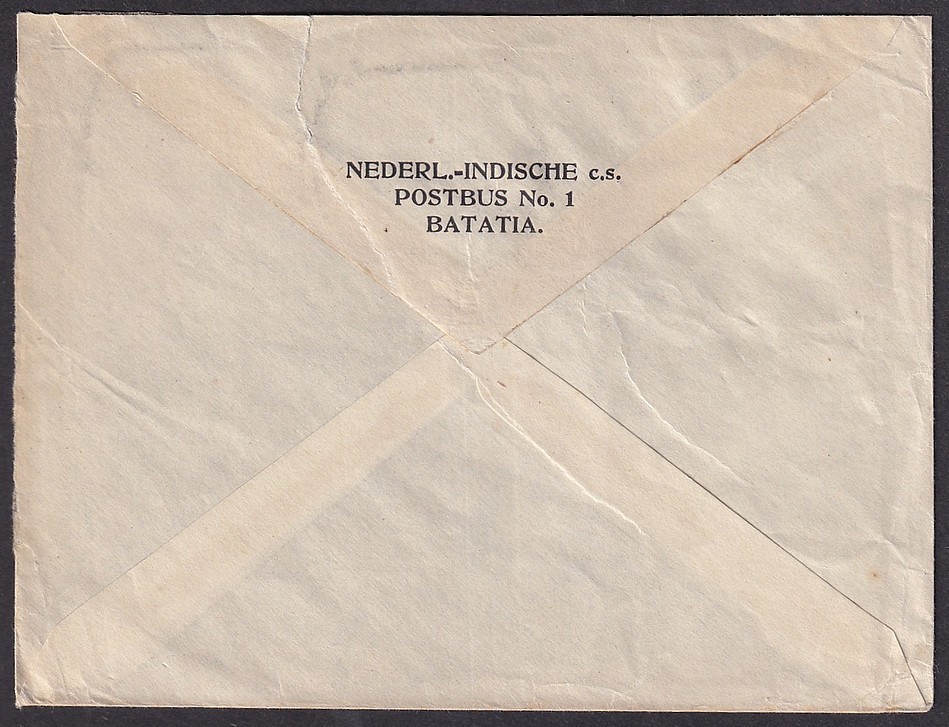 NEDERL.-INDISCHE c.s.
POSTBUS No. 1
BATATIA.